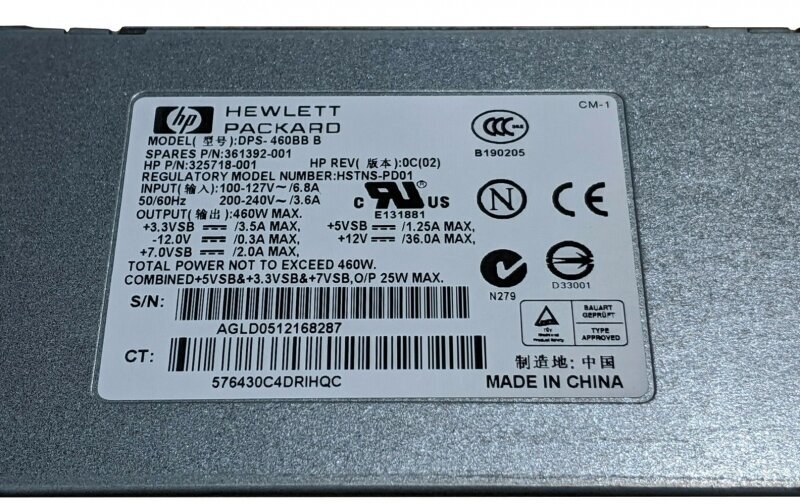 hp HEWLETT
PACKARD
MODEL(型号):DPS-460BB B
SPARES P/N:361392-001
HP P/N:325718-001 HP REV(版本):0C(02)
REGULATORY MODEL NUMBER:HSTNS-PD01
INPUT(输入):100-127V~/6.8A
50/60Hz 200-240V~/3.6A
OUTPUT(输出):460W MAX.
+3.3VSB /3.5A MAX, +5VSB /1.25A MAX,
-12.0V /0.3A MAX, +12V /36.0A MAX,
+7.0VSB /2.0A MAX,
TOTAL POWER NOT TO EXCEED 460W.
COMBINED+5VSB&+3.3VSB&+7VSB,O/P 25W MAX.
S/N:
AGLD0512168287
CT:
576430C4DRIHQC
CM-1
CCC
B190205
C UR US
E131881
N
CE
N279
D33001
TÜV
BAUART
GEPRÜFT
TYPE
APPROVED
制造地: 中国
MADE IN CHINA